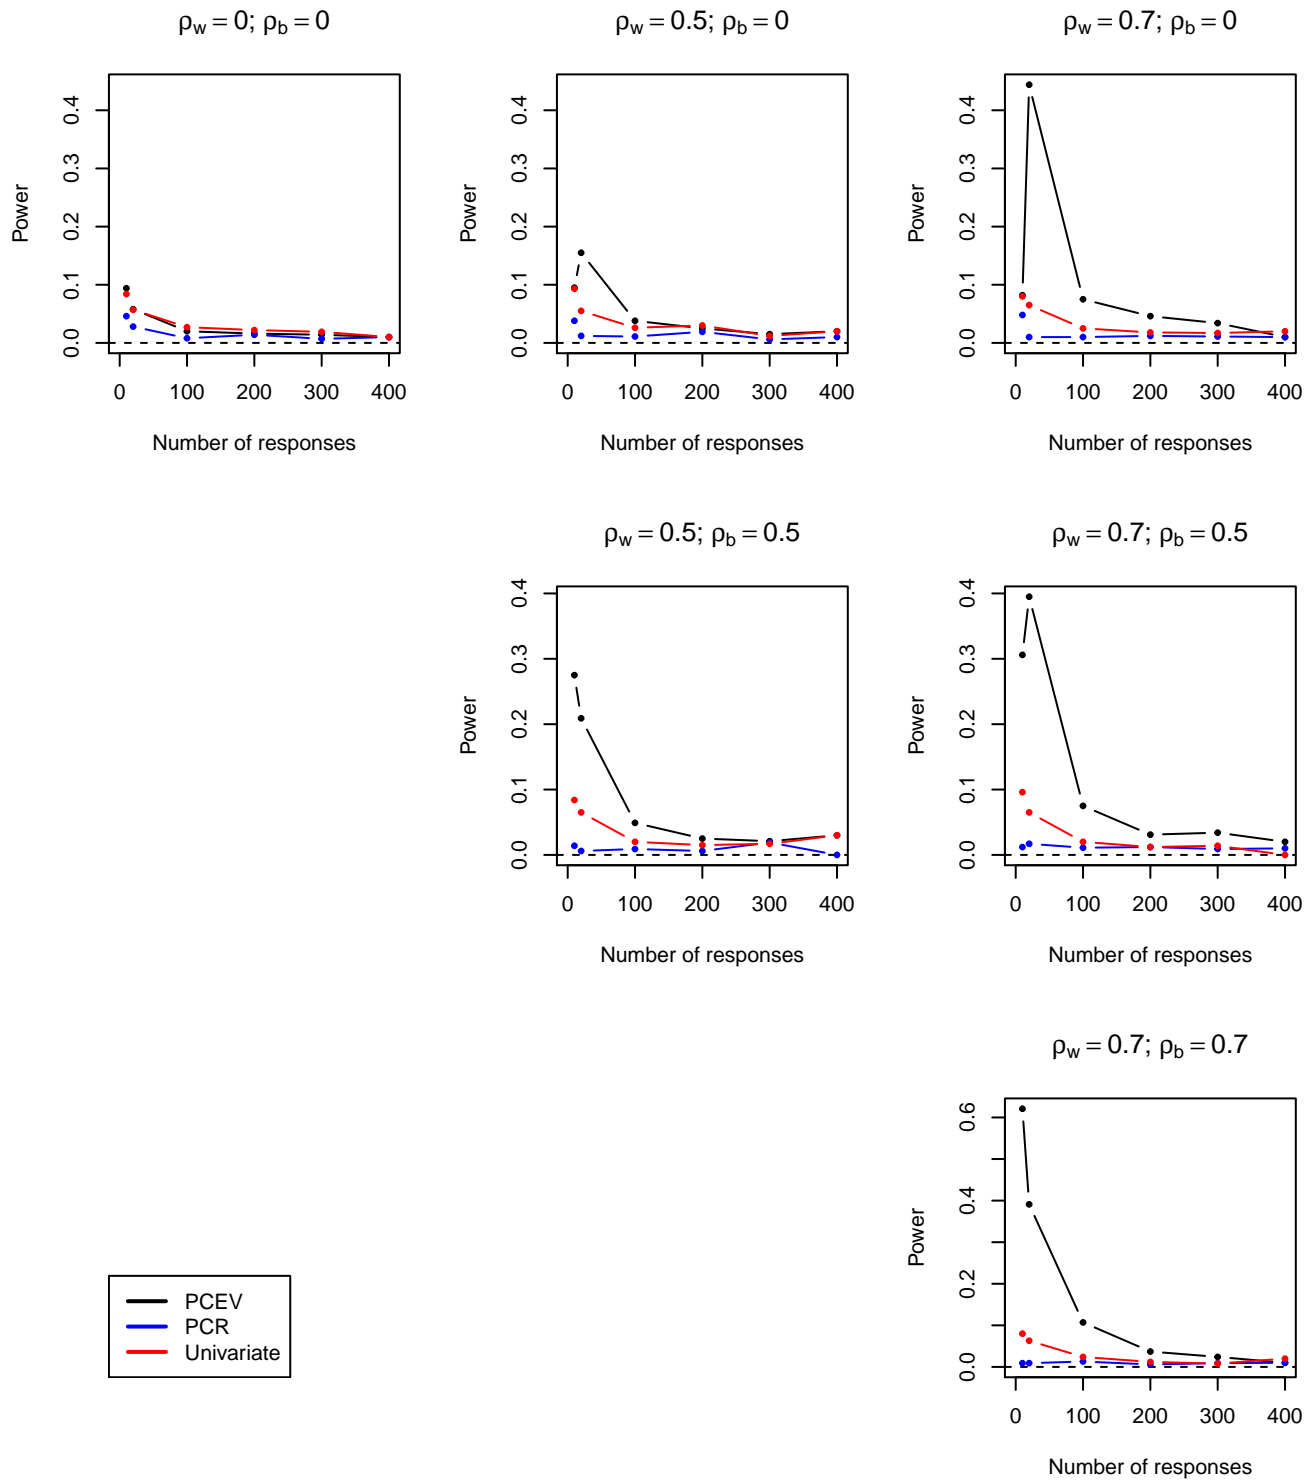 ρw = 0; ρb = 0
Power
0.0 0.1 0.2 0.3 0.4
0 100 200 300 400
Number of responses
ρw = 0.5; ρb = 0
Power
0.0 0.1 0.2 0.3 0.4
0 100 200 300 400
Number of responses
ρw = 0.7; ρb = 0
Power
0.0 0.1 0.2 0.3 0.4
0 100 200 300 400
Number of responses
ρw = 0.5; ρb = 0.5
Power
0.0 0.1 0.2 0.3 0.4
0 100 200 300 400
Number of responses
ρw = 0.7; ρb = 0.5
Power
0.0 0.1 0.2 0.3 0.4
0 100 200 300 400
Number of responses
ρw = 0.7; ρb = 0.7
Power
0.0 0.2 0.4 0.6
0 100 200 300 400
Number of responses
PCEV
PCR
Univariate